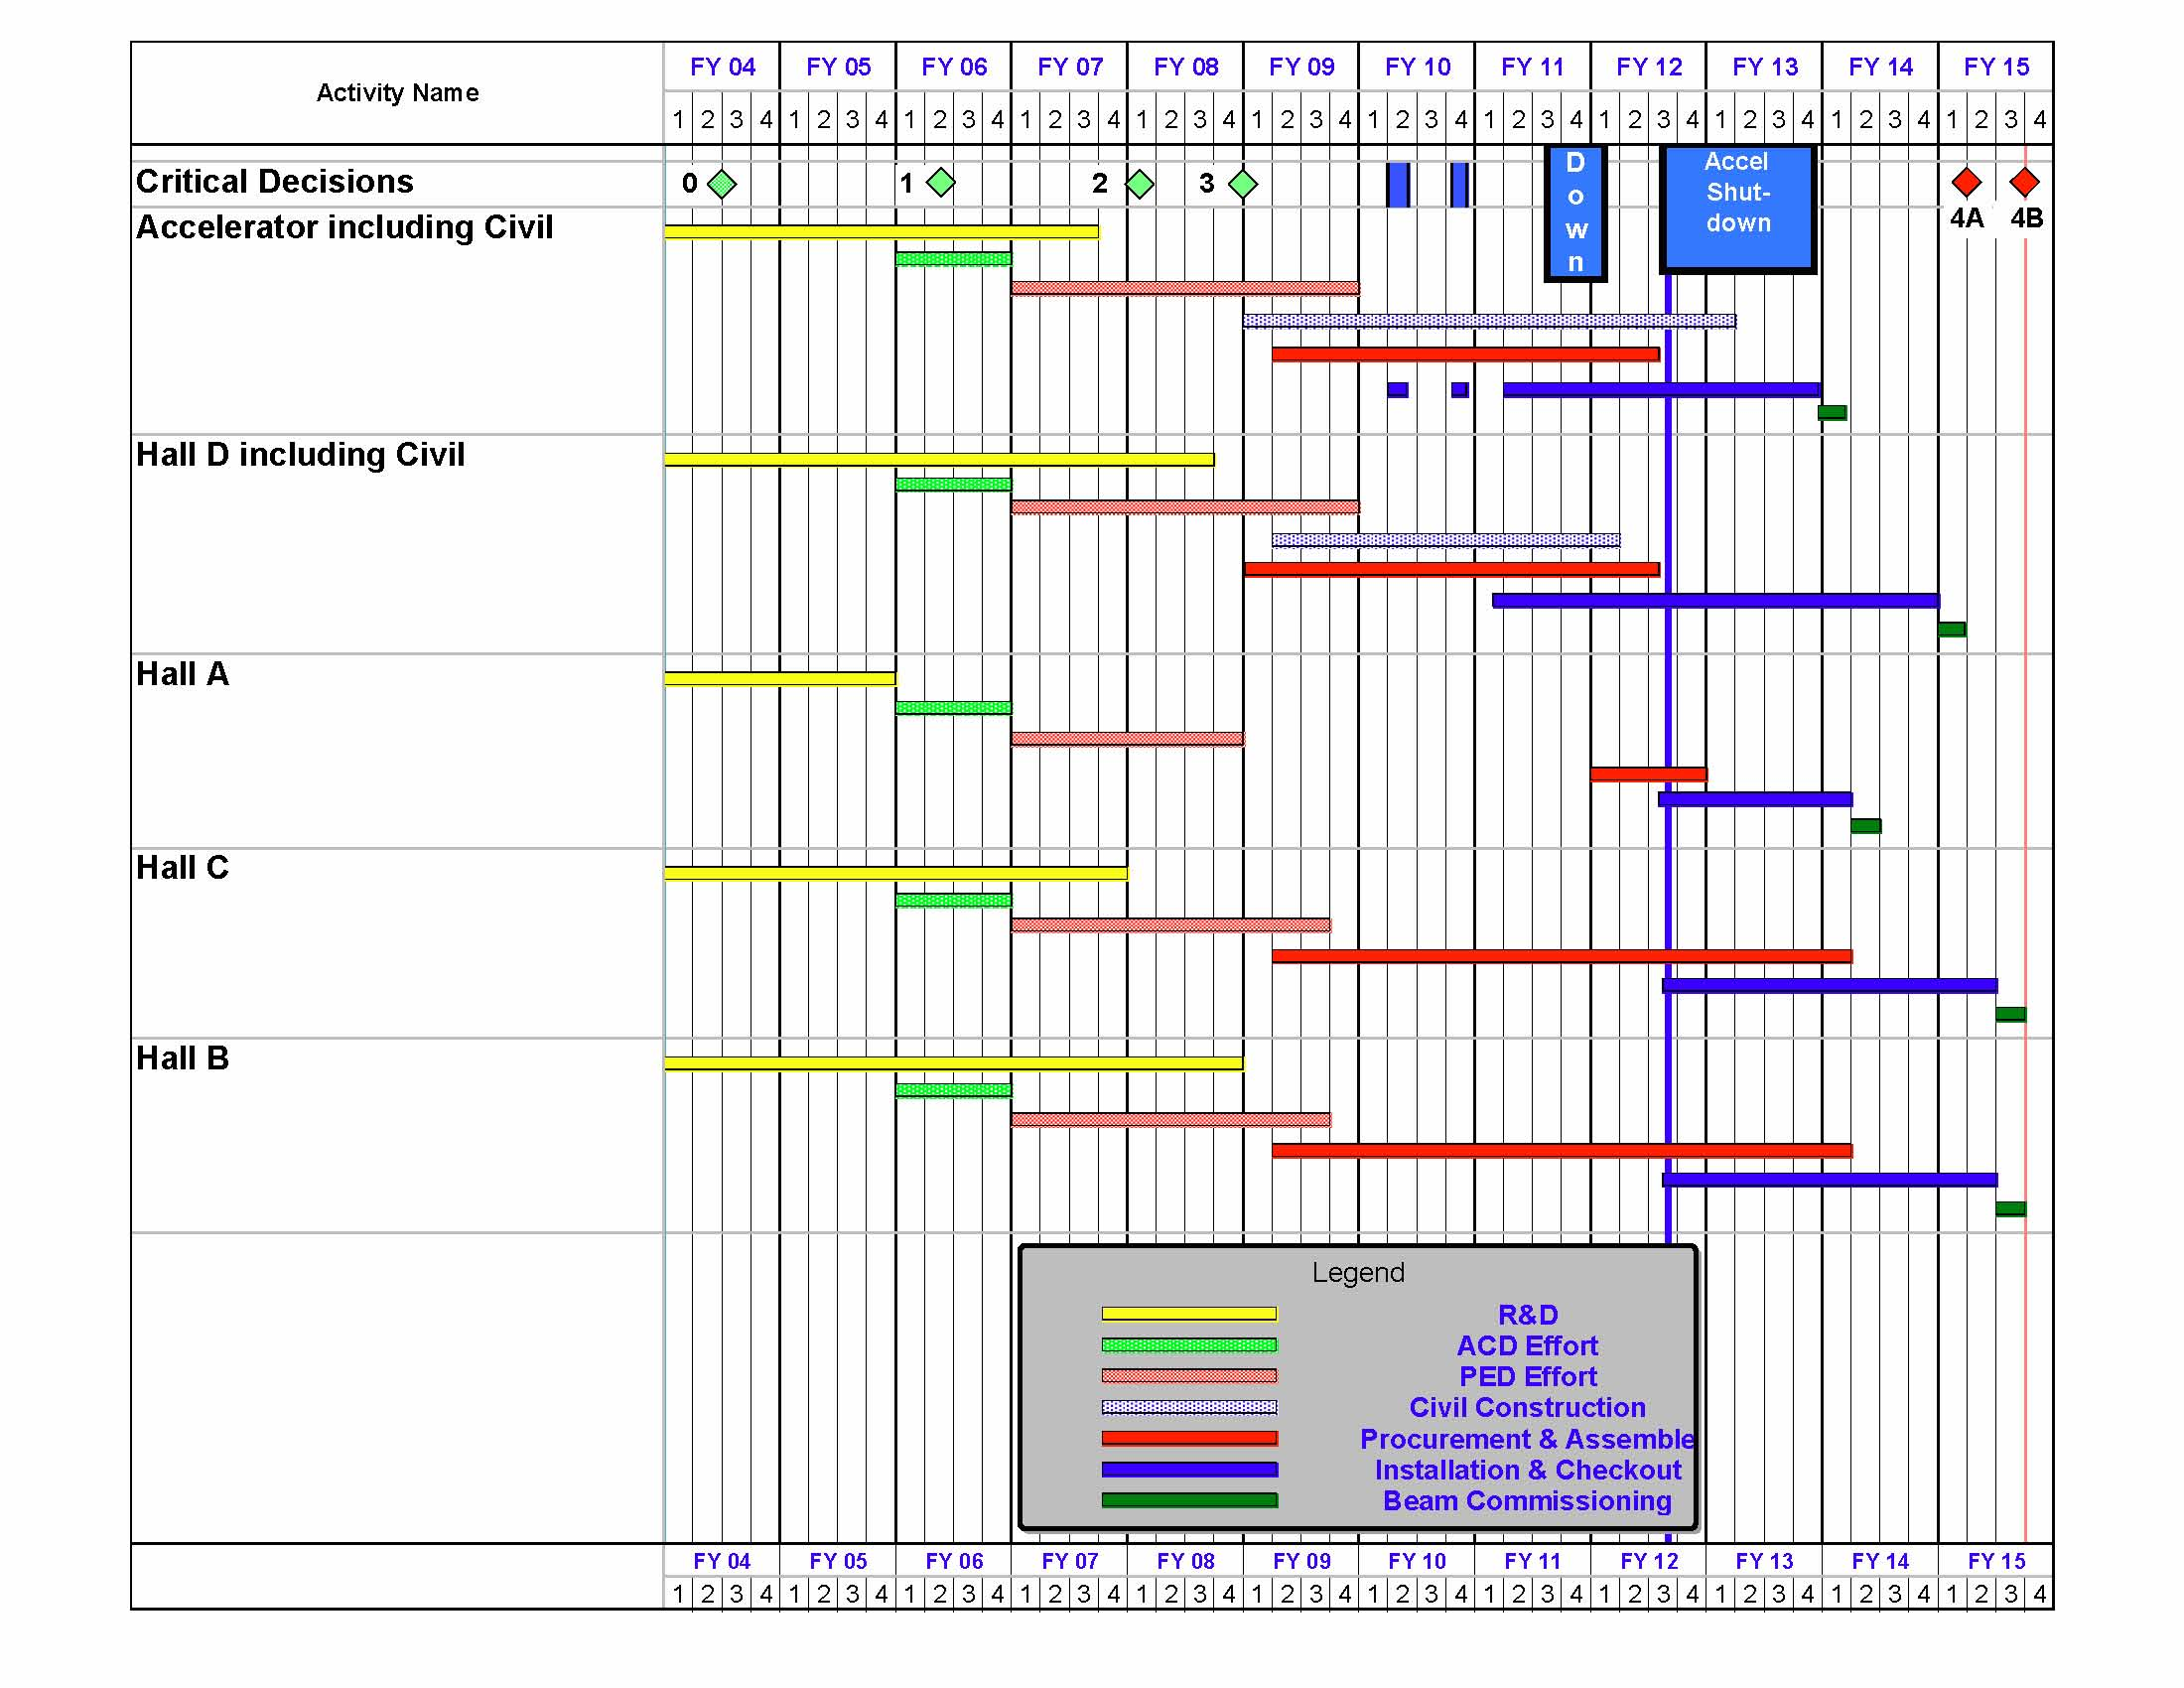 Activity Name
FY 04 FY 05 FY 06 FY 07 FY 08 FY 09 FY 10 FY 11 FY 12 FY 13 FY 14 FY 15
1 2 3 4 1 2 3 4 1 2 3 4 1 2 3 4 1 2 3 4 1 2 3 4 1 2 4 1 2 3 4 1 2 3 4 1 2 3 4 1 2 3 4 1 2 3 4
Critical Decisions
0 1 2 3
D
o
w
n
Accel
Shut-
down
4A 4B
Accelerator including Civil
Hall D including Civil
Hall A
Hall C
Hall B
Legend
R&D
ACD Effort
PED Effort
Civil Construction
Procurement & Assemble
Installation & Checkout
Beam Commissioning
FY 04 FY 05 FY 06 FY 07 FY 08 FY 09 FY 10 FY 11 FY 12 FY 13 FY 14 FY 15
1 2 3 4 1 2 3 4 1 2 3 4 1 2 3 4 1 2 3 4 1 2 3 4 1 2 3 4 1 2 3 4 1 2 3 4 1 2 3 4 1 2 3 4 1 2 3 4